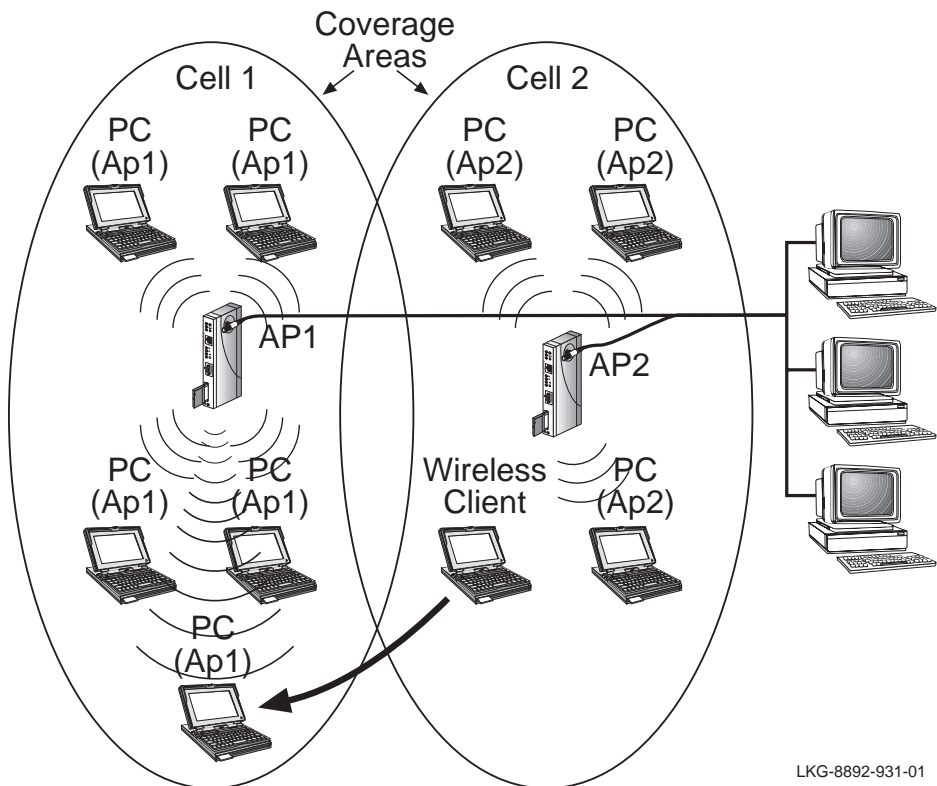 Coverage
Areas
Cell 1
Cell 2
PC
(Ap1)
PC
(Ap1)
PC
(Ap2)
PC
(Ap2)
AP1
AP2
PC
(Ap1)
PC
(Ap1)
Wireless
Client
PC
(Ap2)
PC
(Ap1)
LKG-8892-931-01